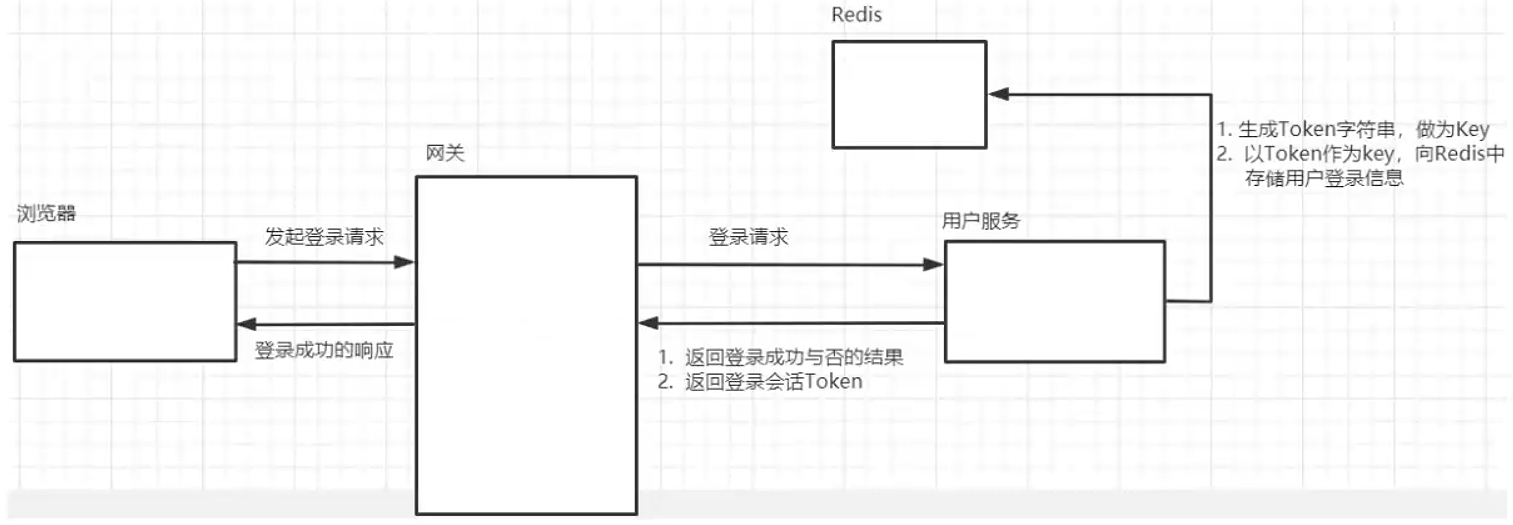 Redis
1. 生成Token字符串，做为Key
2. 以Token作为key，向Redis中
存储用户登录信息
网关
浏览器
用户服务
发起登录请求
登录请求
登录成功的响应
1. 返回登录成功与否的结果
2. 返回登录会话Token